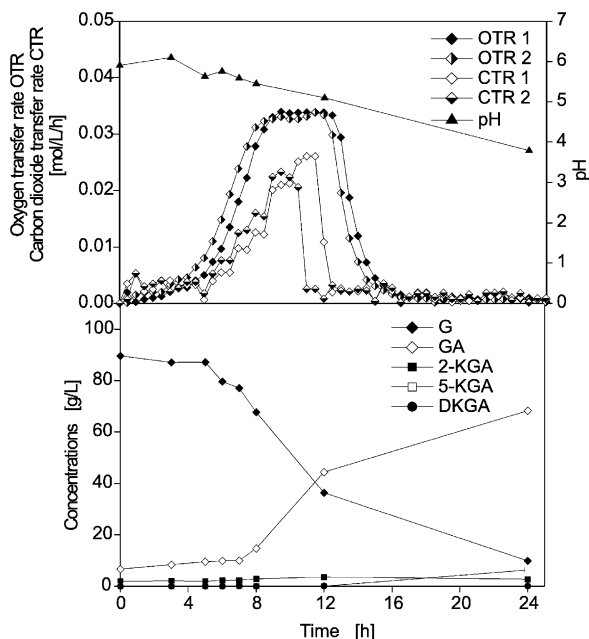 Oxygen transfer rate OTR
Carbon dioxide transfer rate CTR
[mol/L/h]
0.05
0.04
0.03
0.02
0.01
0.00
7
6
5
4
3
2
1
0
pH
OTR 1
OTR 2
CTR 1
CTR 2
pH
Concentrations [g/L]
100
80
60
40
20
0
G
GA
2-KGA
5-KGA
DKGA
0 4 8 12 16 20 24
Time [h]